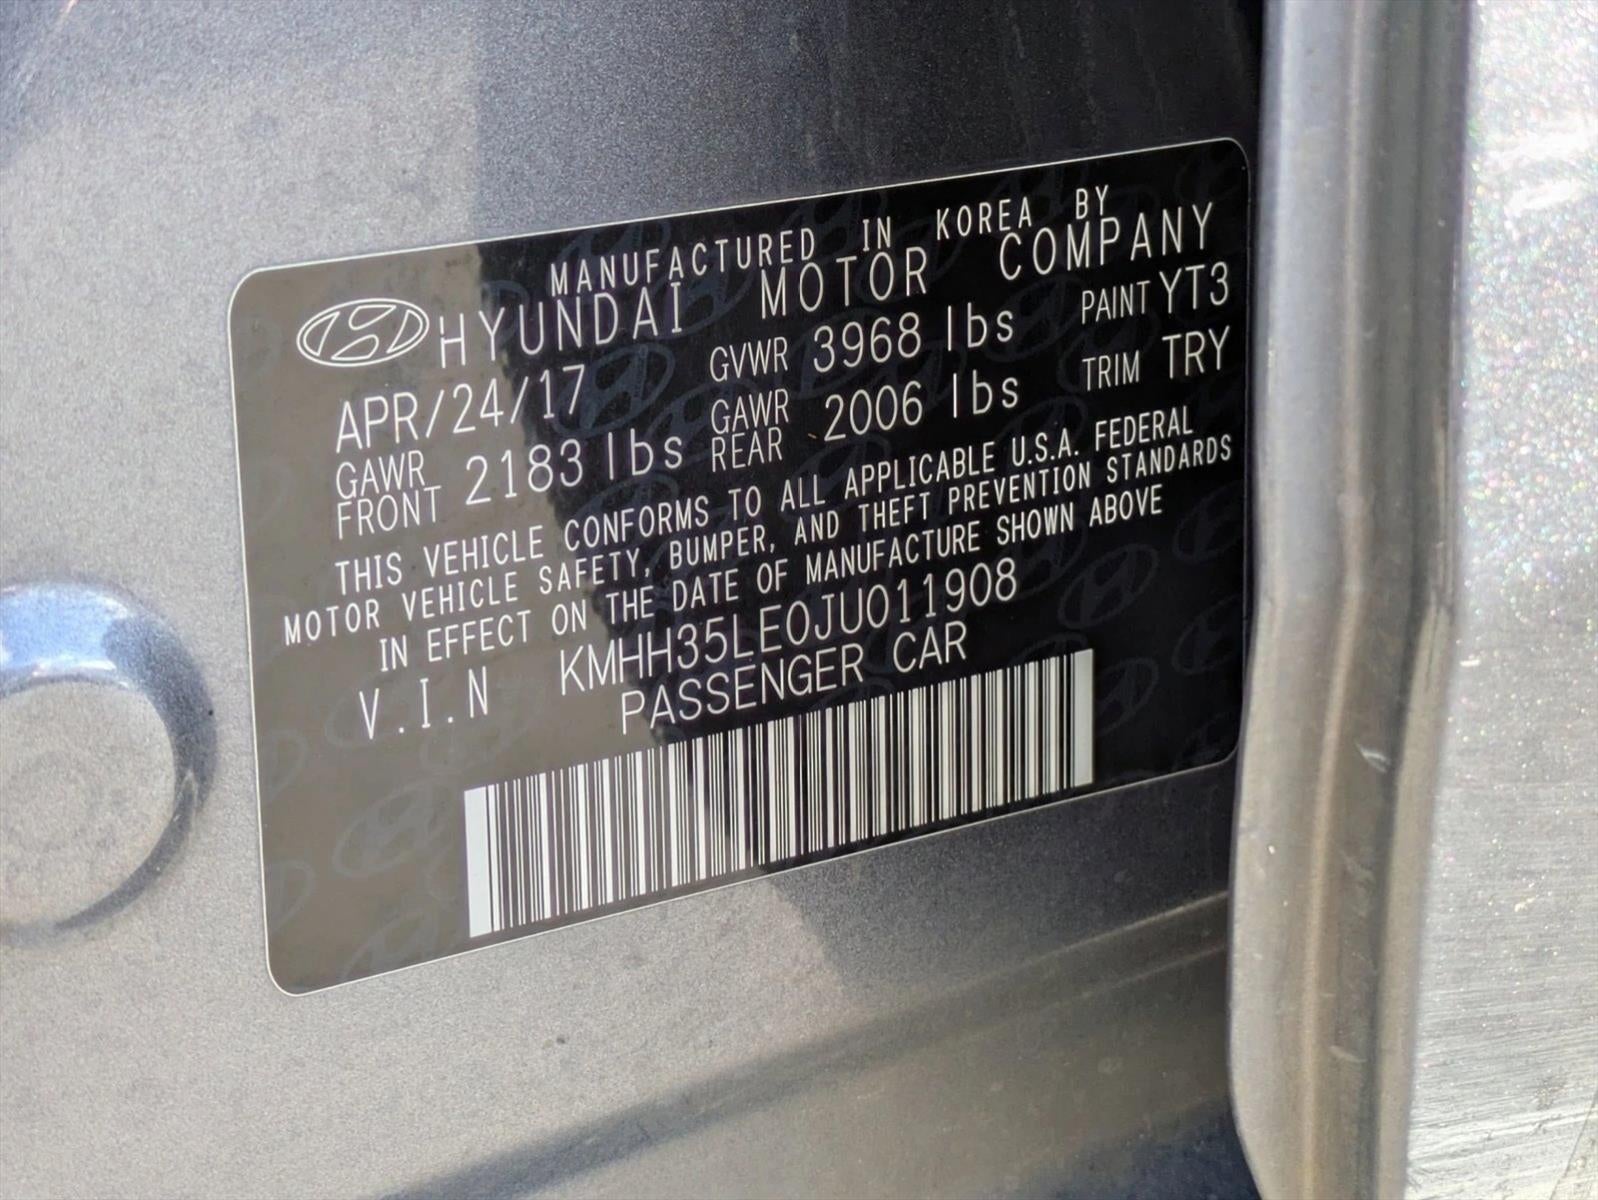 MANUFACTURED IN KOREA BY
HYUNDAI MOTOR COMPANY
APR/24/17 GVWR 3968 lbs PAINT YT3
GAWR FRONT 2183 lbs GAWR REAR 2006 lbs TRIM TRY
THIS VEHICLE CONFORMS TO ALL APPLICABLE U.S.A. FEDERAL
MOTOR VEHICLE SAFETY, BUMPER, AND THEFT PREVENTION STANDARDS
IN EFFECT ON THE DATE OF MANUFACTURE SHOWN ABOVE
V.I.N KMHH35LE0JU011908
PASSENGER CAR